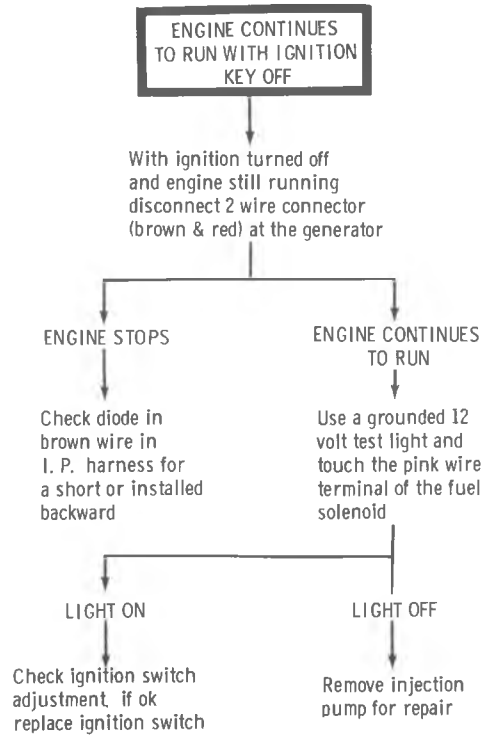 ENGINE CONTINUES
TO RUN WITH IGNITION
KEY OFF
With ignition turned off
and engine still running
disconnect 2 wire connector
(brown & red) at the generator
ENGINE STOPS
Check diode in
brown wire in
I. P. harness for
a short or installed
backward
ENGINE CONTINUES
TO RUN
Use a grounded 12
volt test light and
touch the pink wire
terminal of the fuel
solenoid
LIGHT ON
Check ignition switch
adjustment, if ok
replace ignition switch
LIGHT OFF
Remove injection
pump for repair